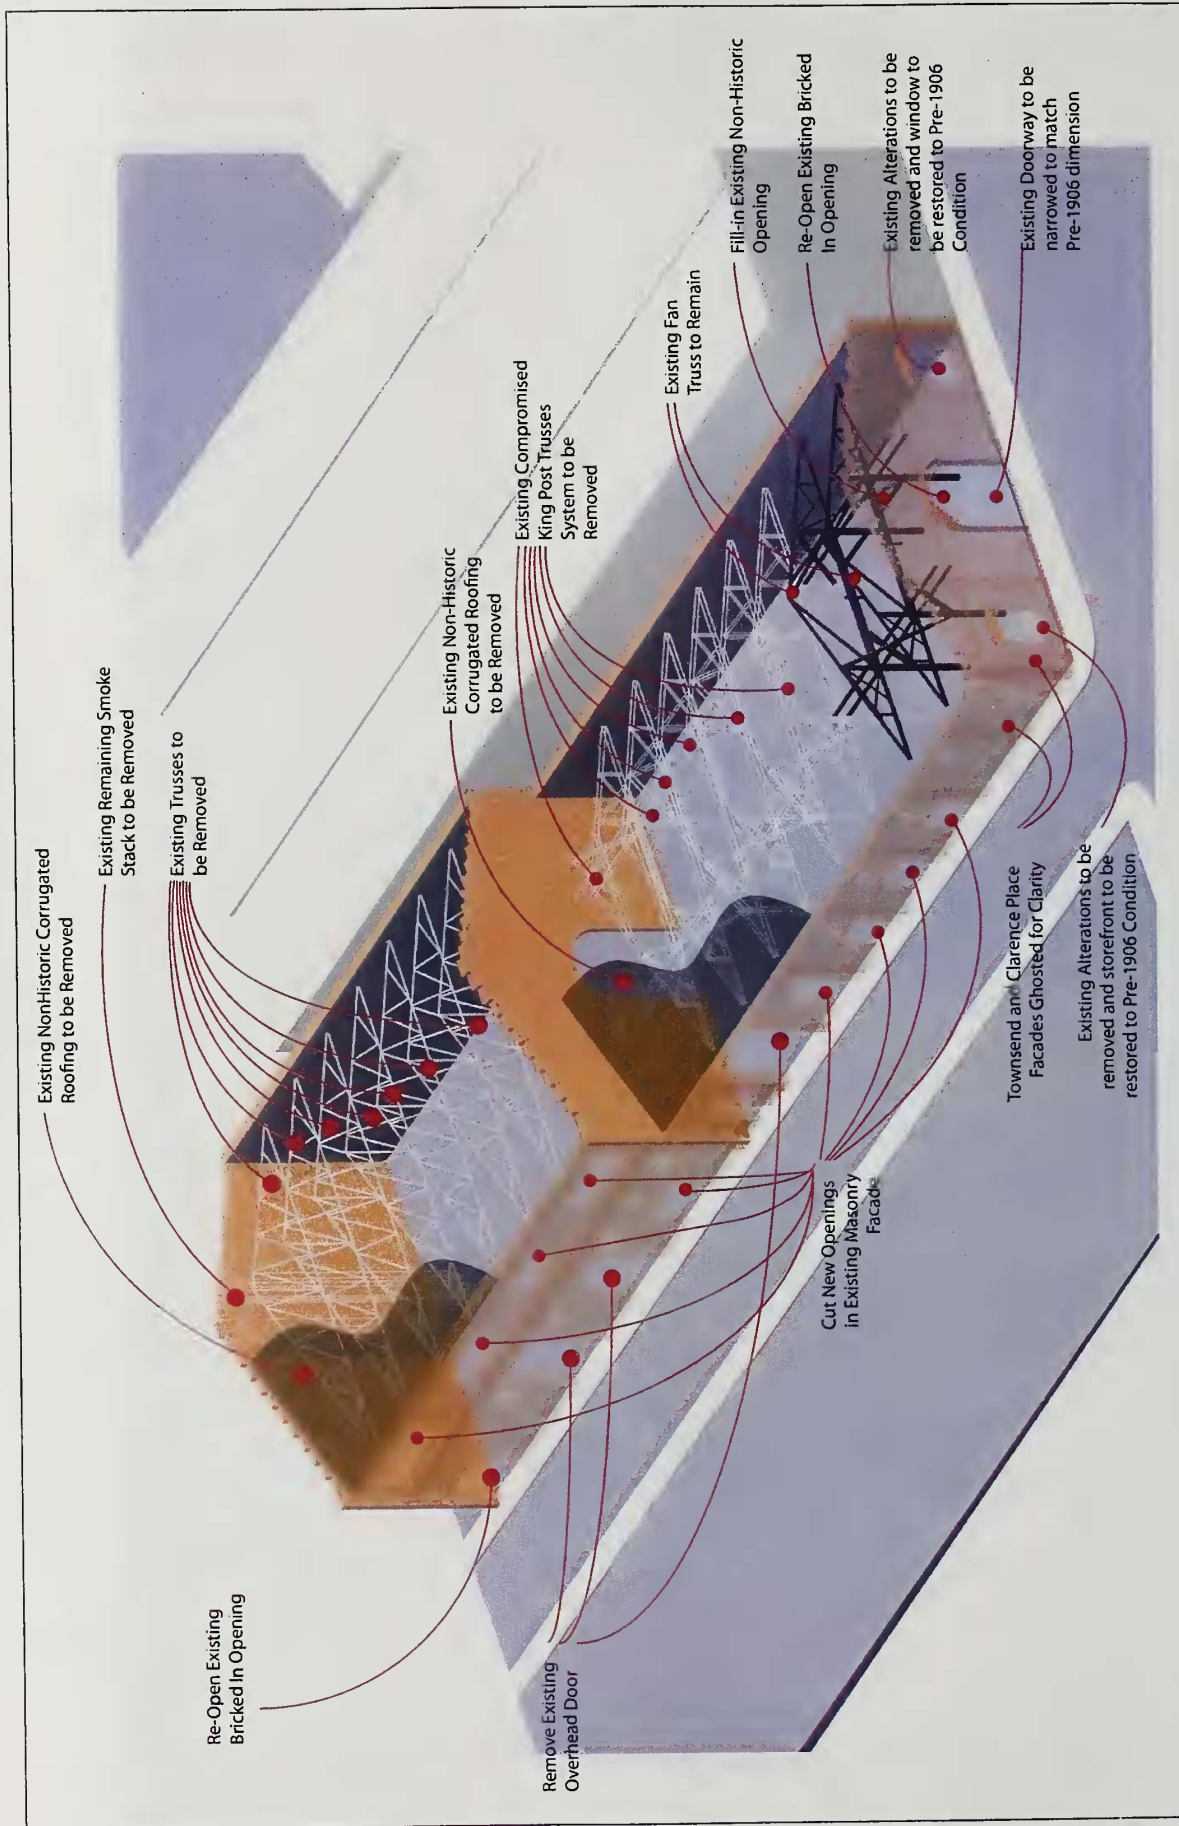 Re-Open Existing
Bricked In Opening
Existing NonHistoric Corrugated
Roofing to be Removed
Existing Remaining Smoke
Stack to be Removed
Existing Trusses to
be Removed
Existing Non-Historic
Corrugated Roofing
to be Removed
Existing Compromised
King Post Trusses
System to be
Removed
Existing Fan
Truss to Remain
Fill-in Existing Non-Historic
Opening
Re-Open Existing Bricked
In Opening
Existing Alterations to be
removed and window to
be restored to Pre-1906
Condition
Existing Doorway to be
narrowed to match
Pre-1906 dimension
Remove Existing
Overhead Door
Cut New Openings
in Existing Masonry
Facade
Townsend and Clarence Place
Facades Ghosted for Clarity
Existing Alterations to be
removed and storefront to be
restored to Pre-1906 Condition